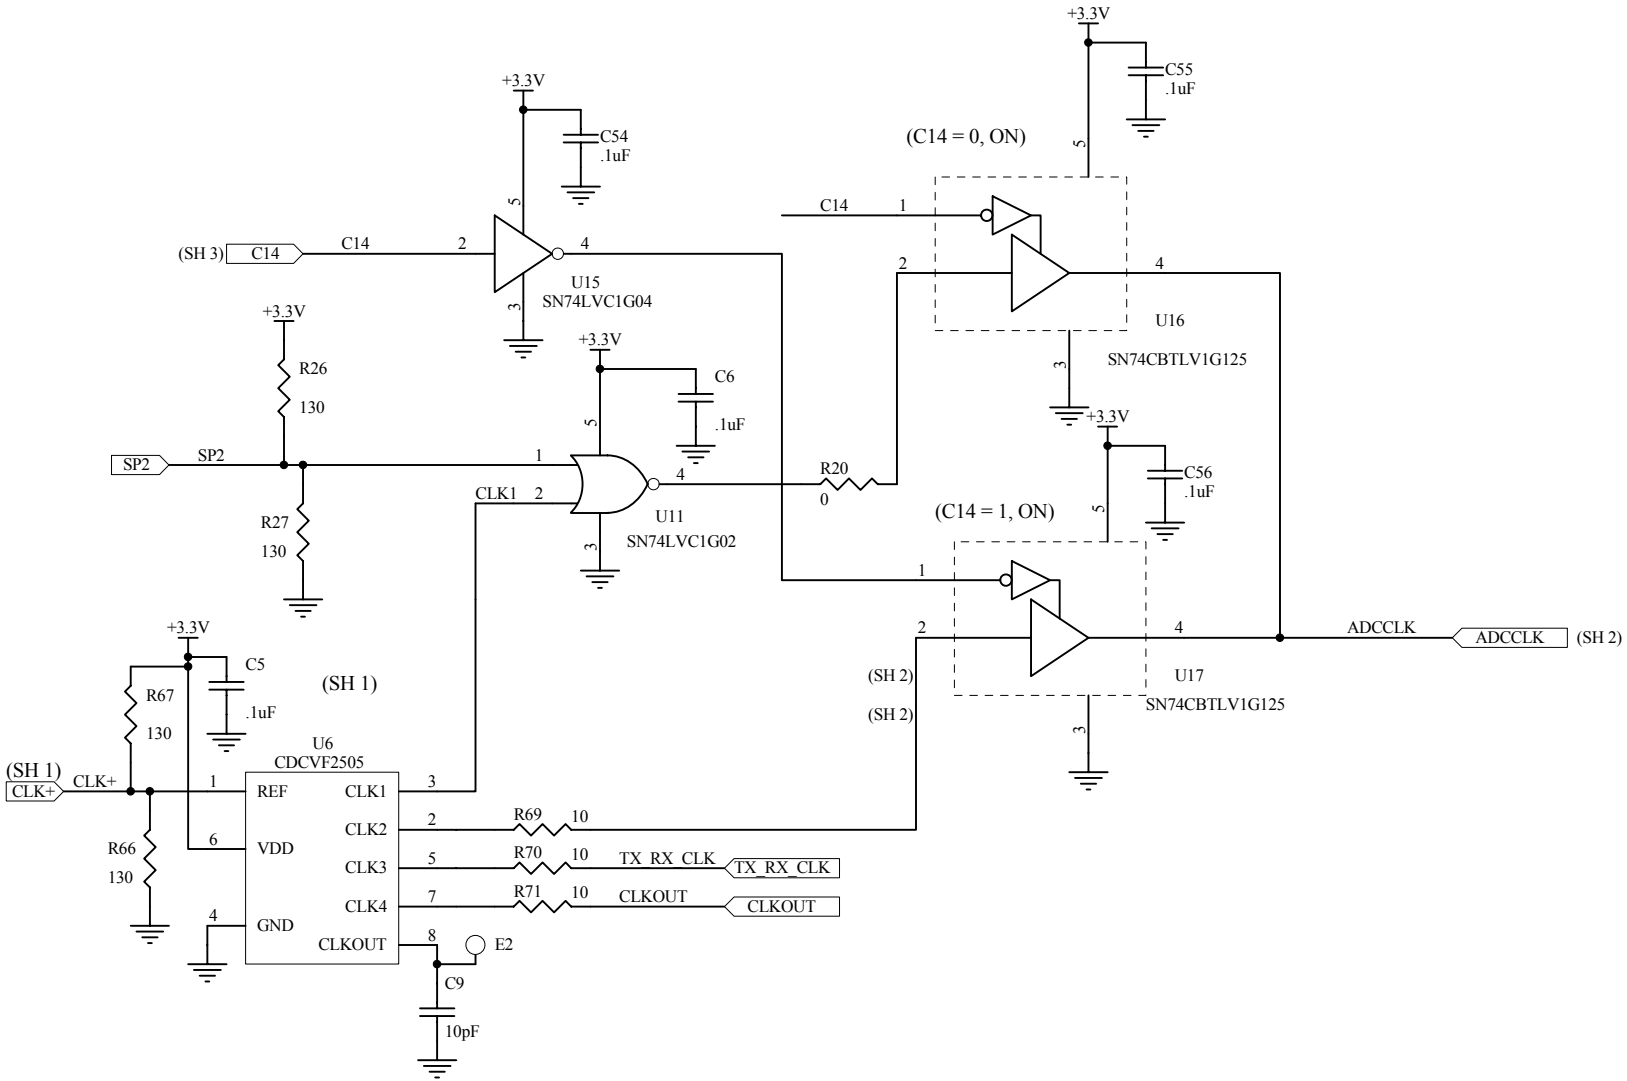 +3.3V
C55
.1uF
+3.3V
C54
.1uF
(C14 = 0, ON)
5
5
C14
1
(SH 3)
C14
C14
2
4
2
4
U15
SN74LVC1G04
3
+3.3V
U16
SN74CBTLV1G125
3
+3.3V
C6
.1uF
5
R26
130
+3.3V
C56
.1uF
5
SP2
SP2
1
4
R20
0
CLK1
2
U11
SN74LVC1G02
3
R27
130
(C14 = 1, ON)
1
2
4
ADCCLK
ADCCLK
(SH 2)
(SH 2)
(SH 2)
U17
SN74CBTLV1G125
3
+3.3V
C5
.1uF
R67
130
(SH 1)
U6
CDCVF2505
(SH 1)
CLK+
CLK+
1
REF
CLK1
3
CLK2
2
R69
10
R66
130
6
VDD
CLK3
5
R70
10
TX_RX_CLK
TX_RX_CLK
CLK4
7
R71
10
CLKOUT
CLKOUT
4
GND
CLKOUT
8
E2
C9
10pF